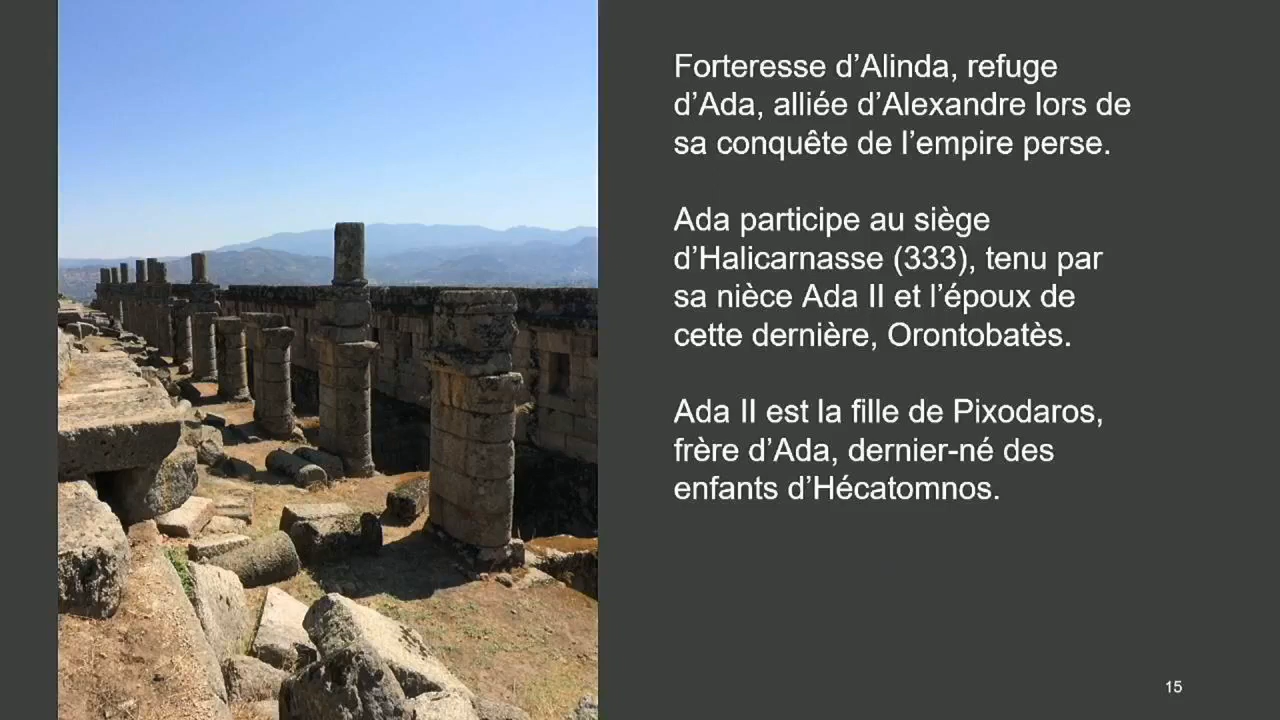 Forteresse d’Alinda, refuge
d’Ada, alliée d’Alexandre lors de
sa conquête de l’empire perse.
Ada participe au siège
d’Halicarnasse (333), tenu par
sa nièce Ada II et l’époux de
cette dernière, Orontobatès.
Ada II est la fille de Pixodaros,
frère d’Ada, dernier-né des
enfants d’Hécatomnos.
15